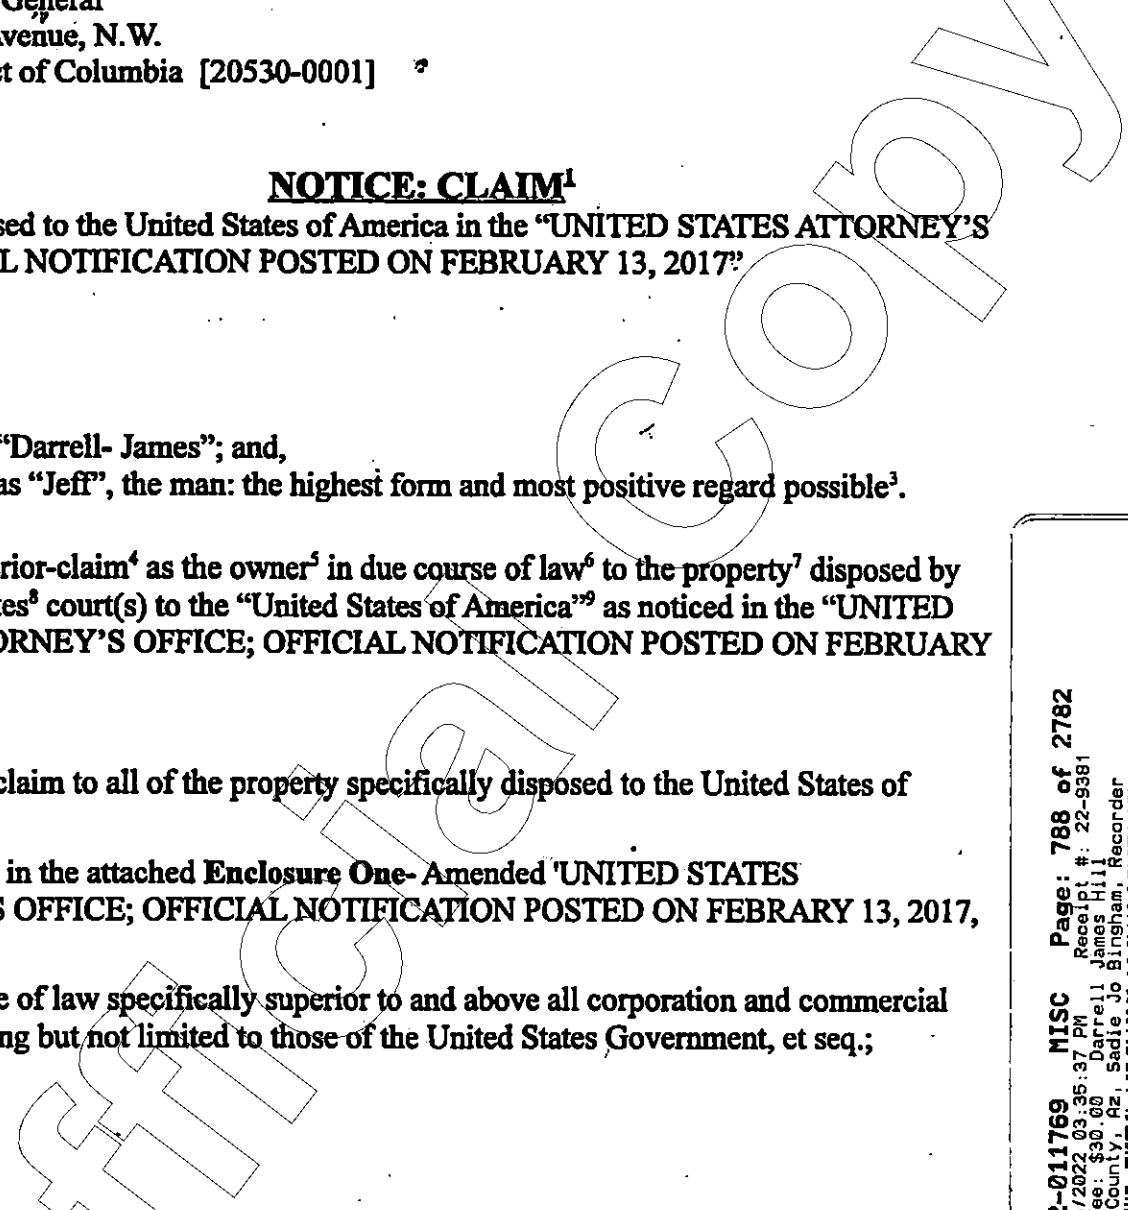 General
venue, N.W.
t of Columbia [20530-0001]
NOTICE: CLAIM¹
sed to the United States of America in the “UNITED STATES ATTORNEY’S
L NOTIFICATION POSTED ON FEBRUARY 13, 2017”
“Darrell- James”; and,
as “Jeff”, the man: the highest form and most positive regard possible³.
rior-claim⁴ as the owner⁵ in due course of law⁶ to the property⁷ disposed by
tes⁸ court(s) to the “United States of America”⁹ as noticed in the “UNITED
ORNEY’S OFFICE; OFFICIAL NOTIFICATION POSTED ON FEBRUARY
claim to all of the property specifically disposed to the United States of
in the attached Enclosure One- Amended 'UNITED STATES
S OFFICE; OFFICIAL NOTIFICATION POSTED ON FEBRARY 13, 2017,
e of law specifically superior to and above all corporation and commercial
ng but not limited to those of the United States Government, et seq.;
fficial Copy
2-011769 MISC Page: 788 of 2782
/2022 03:35:37 PM Receipt #: 22-9381
ee: $30.00 Darrell James Hill
County, Az, Sadie Jo Bingham, Recorder